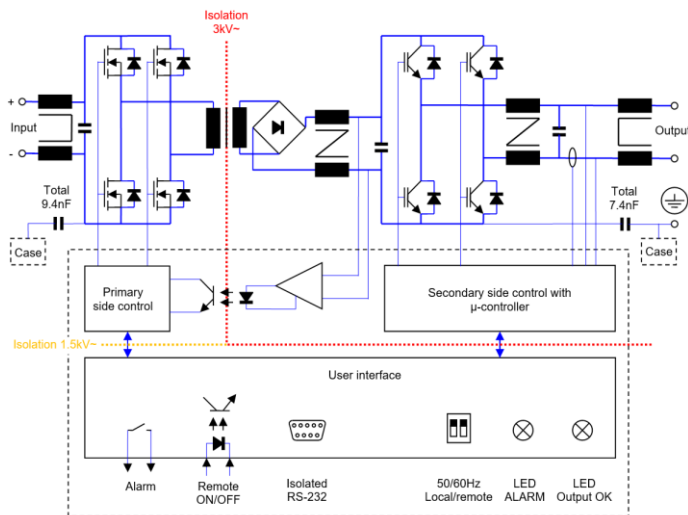 Isolation
3kV~
+
Input
-
Output
Total
9.4nF
Total
7.4nF
Case
Case
Primary
side control
Secondary side control with
µ-controller
Isolation 1.5kV~
User interface
Alarm
Remote
ON/OFF
Isolated
RS-232
50/60Hz
Local/remote
LED
ALARM
LED
Output OK